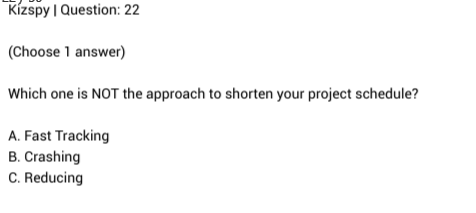 Kizspy | Question: 22
(Choose 1 answer)
Which one is NOT the approach to shorten your project schedule?
A. Fast Tracking
B. Crashing
C. Reducing